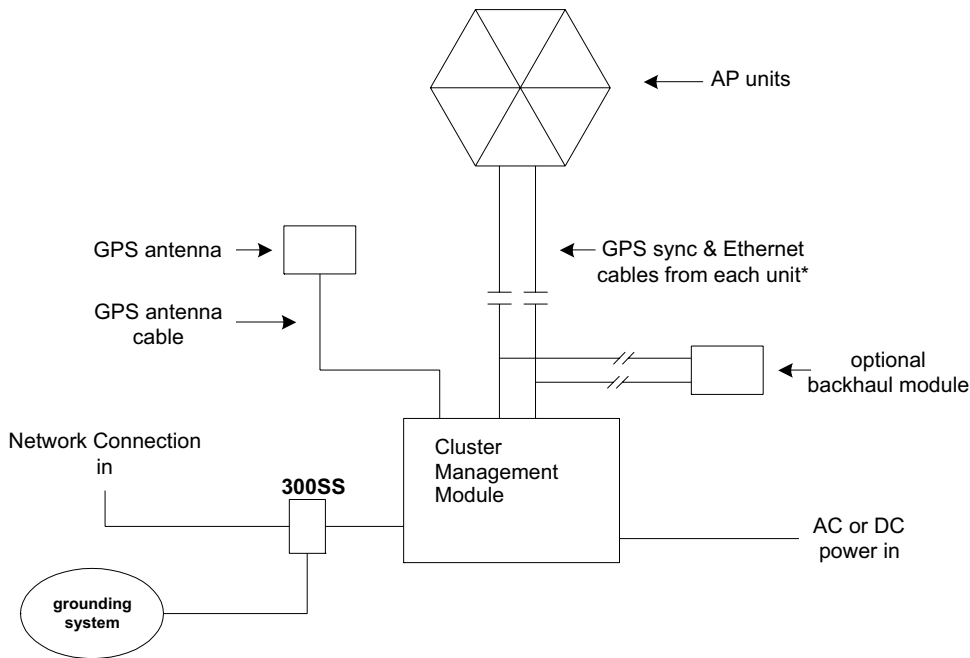 AP units
GPS antenna
GPS sync & Ethernet
cables from each unit*
GPS antenna
cable
optional
backhaul module
Network Connection
in
Cluster
Management
Module
300SS
AC or DC
power in
grounding
system